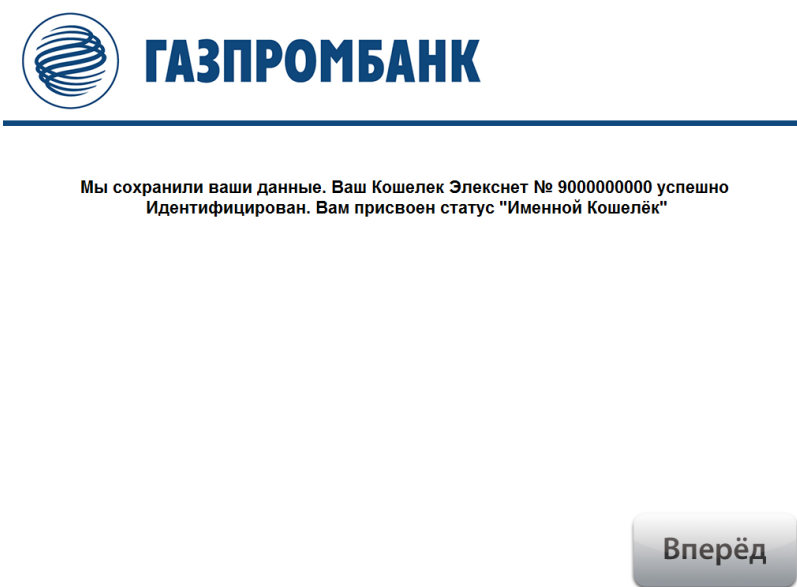 ГАЗПРОМБАНК
Мы сохранили ваши данные. Ваш Кошелек Элекснет № 9000000000 успешно
Идентифицирован. Вам присвоен статус "Именной Кошелёк"
Вперёд